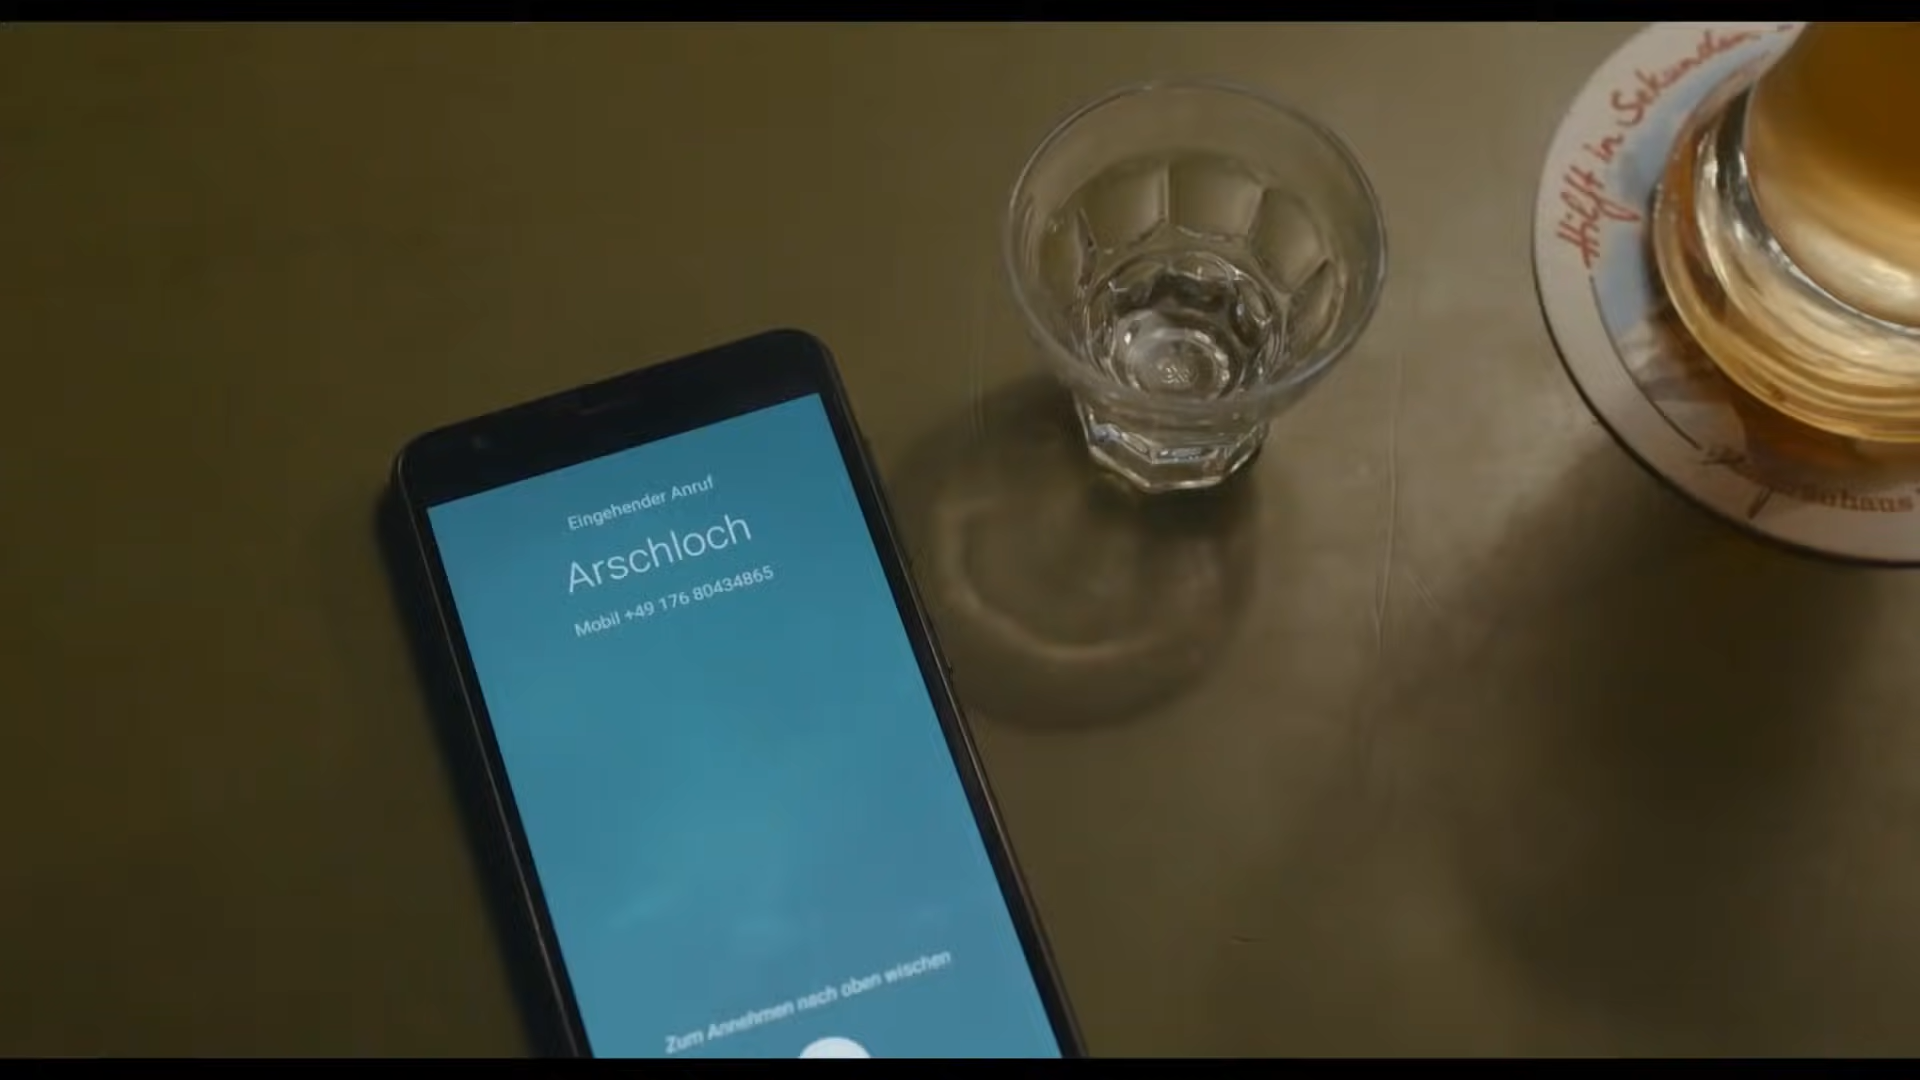 Hilft in Sekunden
Eingehender Anruf
Arschloch
Mobil +49 176 80434865
Zum Annehmen nach oben wischen